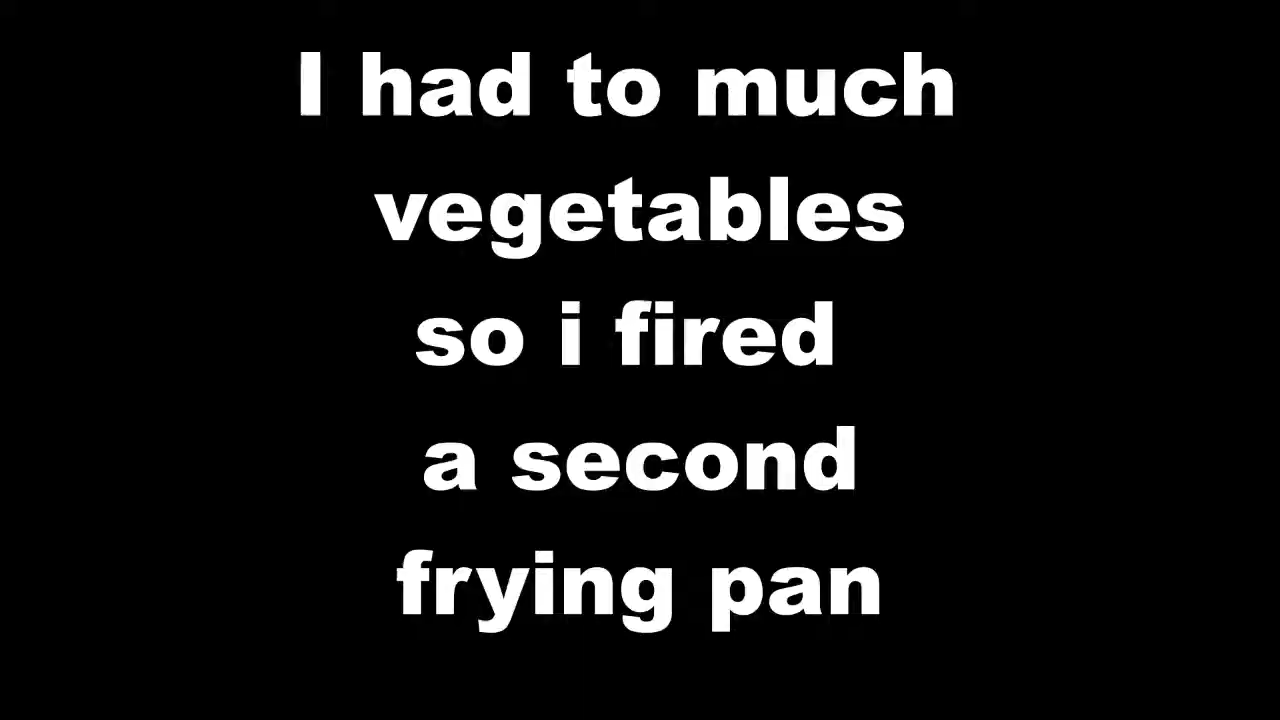 I had to much
vegetables
so i fired
a second
frying pan